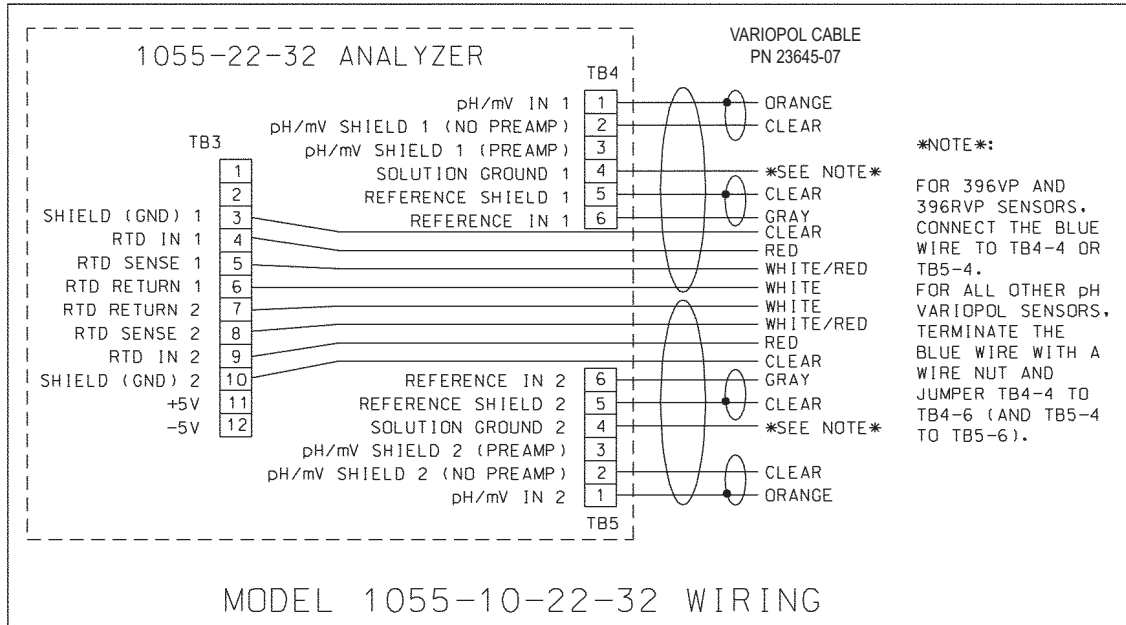 1055-22-32 ANALYZER
VARIOPOL CABLE
PN 23645-07
TB4
pH/mV IN 1 1 ORANGE
pH/mV SHIELD 1 (NO PREAMP) 2 CLEAR
pH/mV SHIELD 1 (PREAMP) 3
SOLUTION GROUND 1 4 *SEE NOTE*
REFERENCE SHIELD 1 5 CLEAR
REFERENCE IN 1 6 GRAY
TB3
1
2
SHIELD (GND) 1 3 CLEAR
RTD IN 1 4 RED
RTD SENSE 1 5 WHITE/RED
RTD RETURN 1 6 WHITE
RTD RETURN 2 7 WHITE
RTD SENSE 2 8 WHITE/RED
RTD IN 2 9 RED
SHIELD (GND) 2 10 CLEAR
+5V 11
-5V 12
REFERENCE IN 2 6 GRAY
REFERENCE SHIELD 2 5 CLEAR
SOLUTION GROUND 2 4 *SEE NOTE*
pH/mV SHIELD 2 (PREAMP) 3
pH/mV SHIELD 2 (NO PREAMP) 2 CLEAR
pH/mV IN 2 1 ORANGE
TB5
*NOTE*:
FOR 396VP AND
396RVP SENSORS,
CONNECT THE BLUE
WIRE TO TB4-4 OR
TB5-4.
FOR ALL OTHER pH
VARIOPOL SENSORS,
TERMINATE THE
BLUE WIRE WITH A
WIRE NUT AND
JUMPER TB4-4 TO
TB4-6 (AND TB5-4
TO TB5-6).
MODEL 1055-10-22-32 WIRING